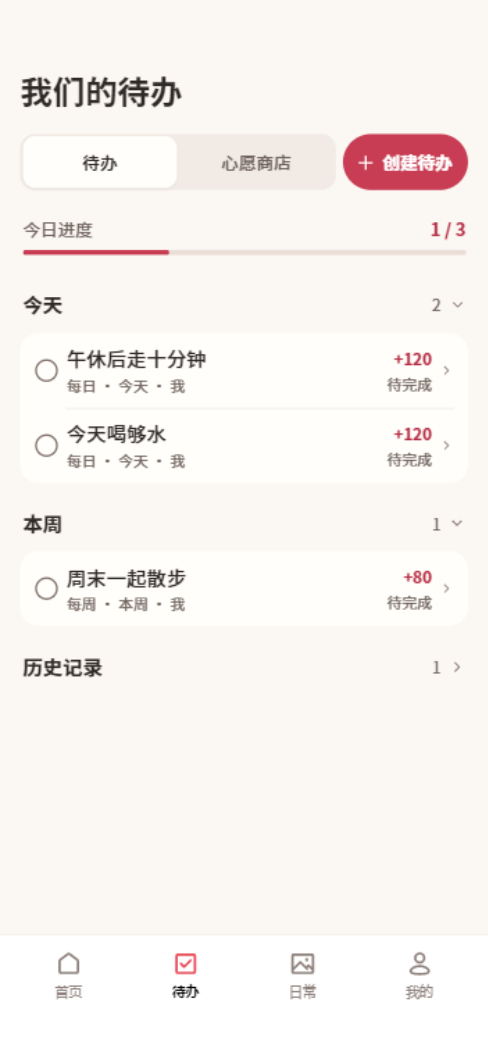 我们的待办
待办
心愿商店
+ 创建待办
今日进度
1 / 3
今天
2
午休后走十分钟
+120
每日 · 今天 · 我
待完成
今天喝够水
+120
每日 · 今天 · 我
待完成
本周
1
周末一起散步
+80
每周 · 本周 · 我
待完成
历史记录
1
首页
待办
日常
我的